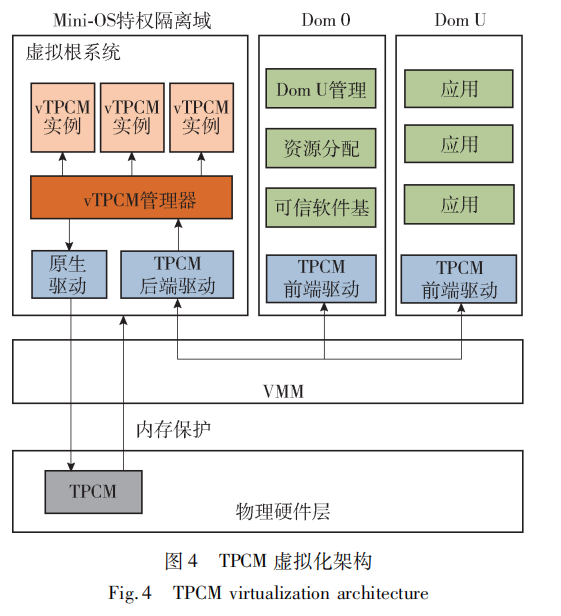 Mini-OS特权隔离域
Dom 0
Dom U
虚拟根系统
vTPCM
实例
vTPCM
实例
vTPCM
实例
vTPCM管理器
原生
驱动
TPCM
后端驱动
Dom U管理
资源分配
可信软件基
TPCM
前端驱动
应用
应用
应用
TPCM
前端驱动
VMM
内存保护
TPCM
物理硬件层
图 4 TPCM 虚拟化架构
Fig. 4 TPCM virtualization architecture